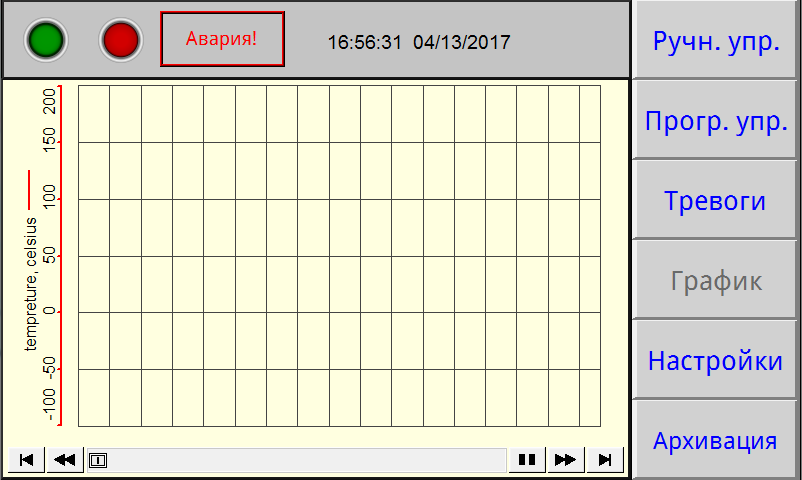 Авария!
16:56:31 04/13/2017
Ручн. упр.
Прогр. упр.
Тревоги
График
Настройки
Архивация
200
150
100
50
0
-50
-100
tempreture, celsius